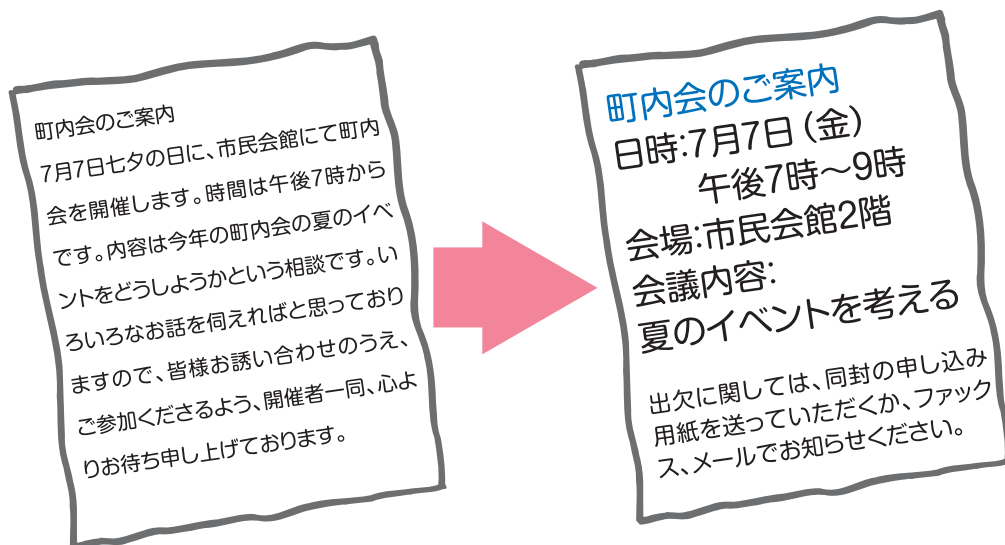 町内会のご案内
7月7日七夕の日に、市民会館にて町内
会を開催します。時間は午後7時から
です。内容は今年の町内会の夏のイベ
ントをどうしようかという相談です。い
ろいろなお話を伺えればと思っており
ますので、皆様お誘い合わせのうえ、
ご参加くださるよう、開催者一同、心よ
りお待ち申し上げております。
町内会のご案内
日時:7月7日(金)
午後7時〜9時
会場:市民会館2階
会議内容:
夏のイベントを考える
出欠に関しては、同封の申し込み
用紙を送っていただくか、ファック
ス、メールでお知らせください。